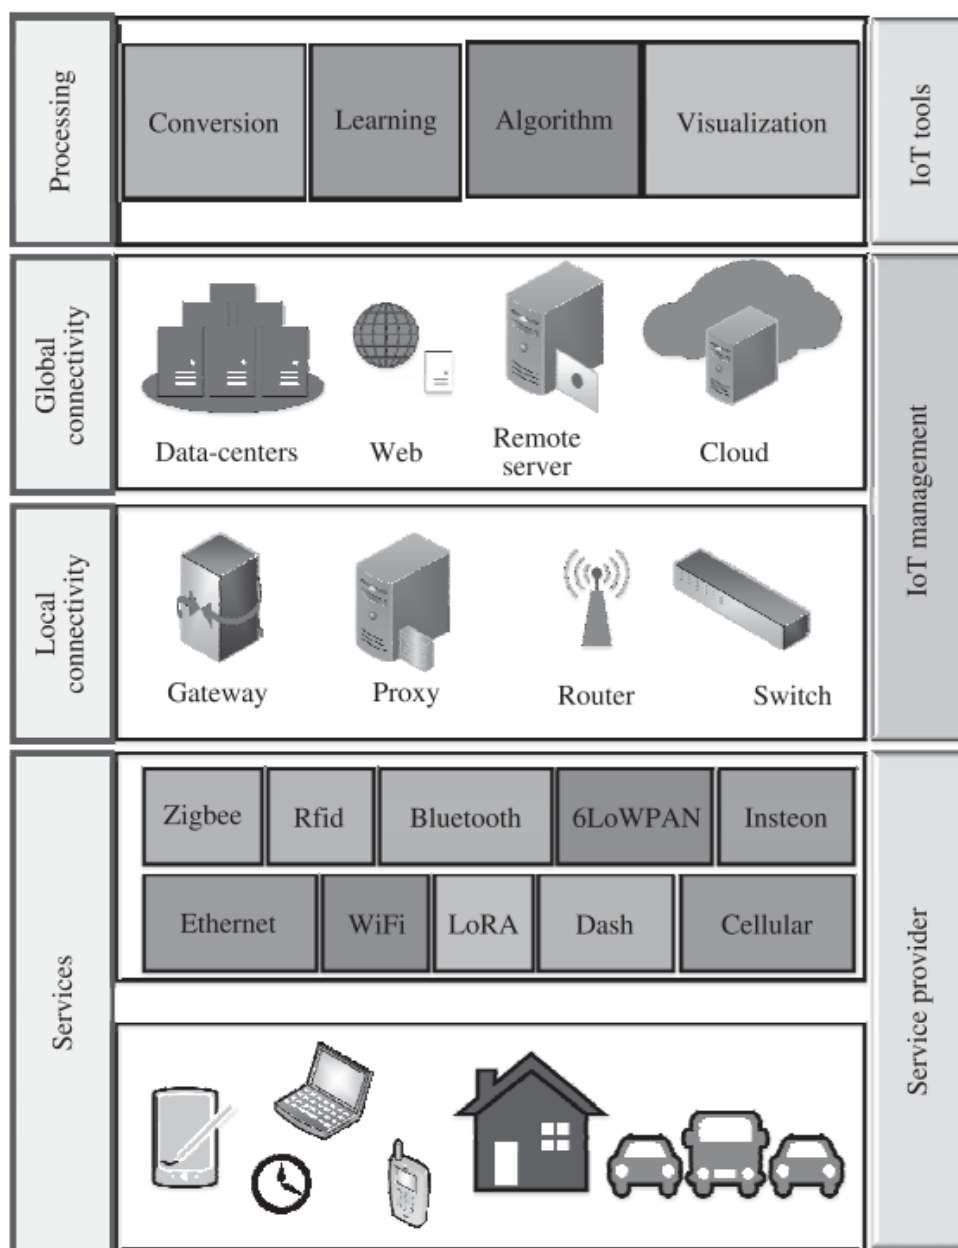 Processing
Conversion
Learning
Algorithm
Visualization
IoT tools
Global
connectivity
Data-centers
Web
Remote
server
Cloud
IoT management
Local
connectivity
Gateway
Proxy
Router
Switch
Services
Zigbee
Rfid
Bluetooth
6LoWPAN
Insteon
Ethernet
WiFi
LoRA
Dash
Cellular
Service provider